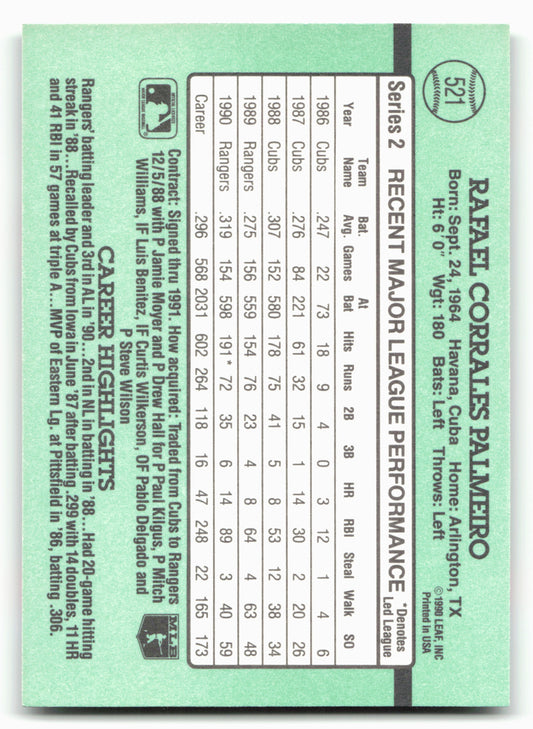 521
RAFAEL CORRALES PALMEIRO
Born: Sept. 24, 1964 Havana, Cuba Home: Arlington, TX
Ht: 6'0" Wgt: 180 Bats: Left Throws: Left
©1990 LEAF, INC
Printed in USA
Series 2 RECENT MAJOR LEAGUE PERFORMANCE *Denotes Led League
Year Team Name Bat. Avg. Games At Bat Hits Runs 2B 3B HR RBI Steal Walk SO
1986 Cubs .247 22 73 18 9 4 0 3 12 1 4 6
1987 Cubs .276 84 221 61 32 15 1 14 30 2 20 26
1988 Cubs .307 152 580 178 75 41 5 8 53 12 38 34
1989 Rangers .275 156 559 154 76 23 4 8 64 4 63 48
1990 Rangers .319 154 598 191* 72 35 6 14 89 3 40 59
Career .296 568 2031 602 264 118 16 47 248 22 165 173
Contract: Signed thru 1991. How acquired: Traded from Cubs to Rangers
12/5/88 with P Jamie Moyer and P Drew Hall for P Paul Kilgus, P Mitch
Williams, IF Luis Benitez, IF Curtis Wilkerson, OF Pablo Delgado and
P Steve Wilson
MLB
CAREER HIGHLIGHTS
Rangers' batting leader and 3rd in AL in '90...2nd in NL in batting in '88...Had 20-game hitting
streak in '88...Recalled by Cubs from Iowa in June '87 after batting .299 with 14 doubles, 11 HR
and 41 RBI in 57 games at triple A...MVP of Eastern Lg. at Pittsfield in '86, batting .306.